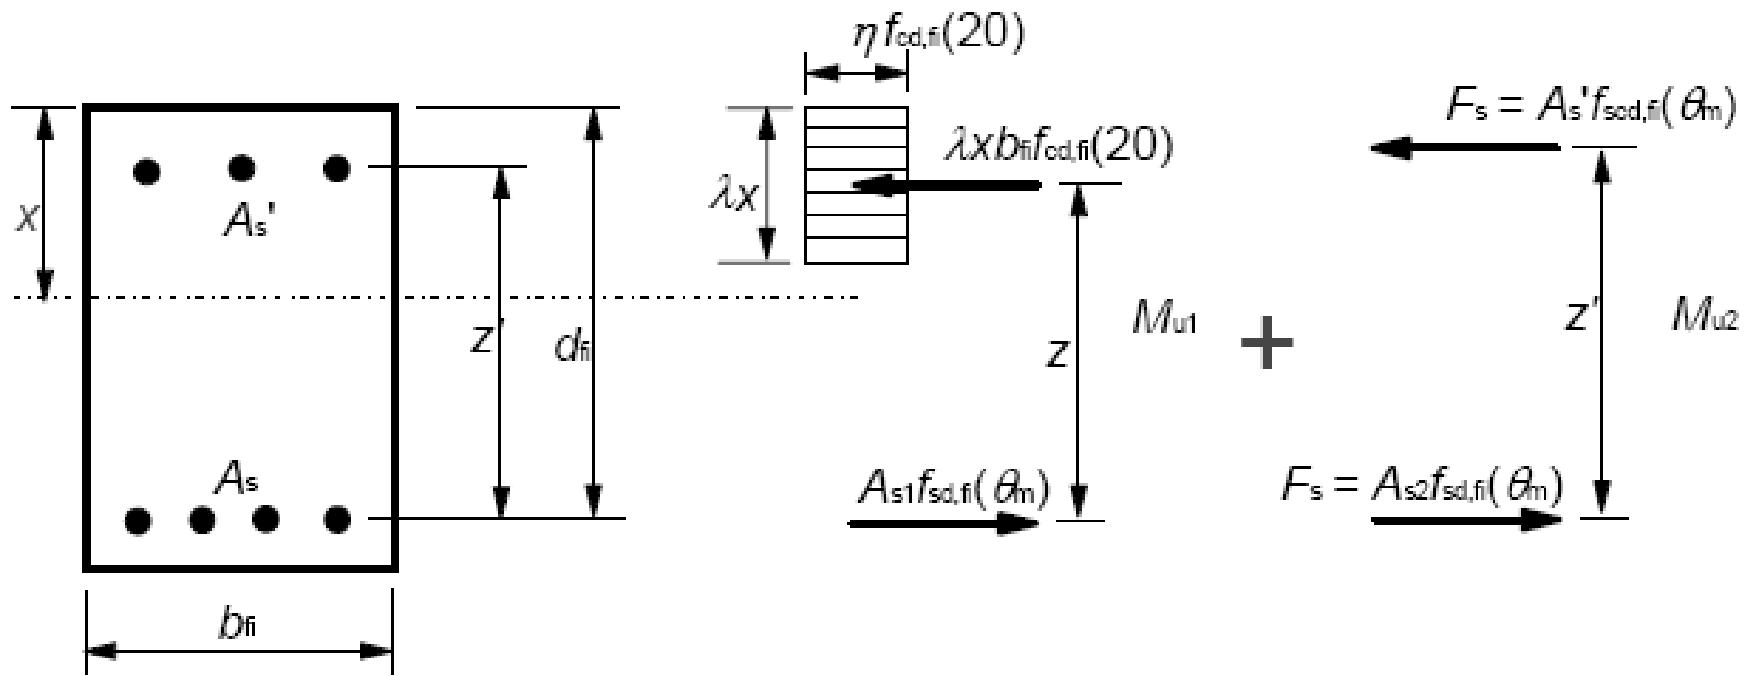 ηfcd,fi(20)
Fs = As'fscd,fi(θm)
λxbfifcd,fi(20)
x
As'
λx
z'
dfi
z
Mu1
+
z'
Mu2
As
As1fsd,fi(θm)
Fs = As2fsd,fi(θm)
bfi